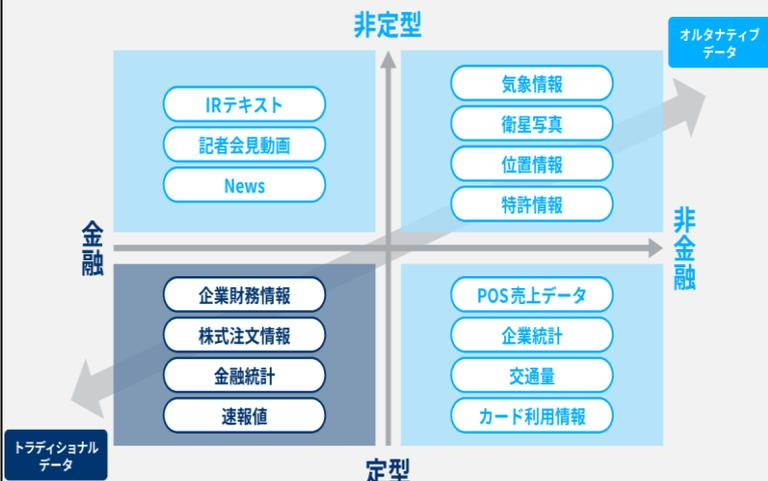 非定型
オルタナティブ
データ
IRテキスト
記者会見動画
News
気象情報
衛星写真
位置情報
特許情報
金融
非金融
企業財務情報
株式注文情報
金融統計
速報値
POS売上データ
企業統計
交通量
カード利用情報
トラディショナル
データ
定型